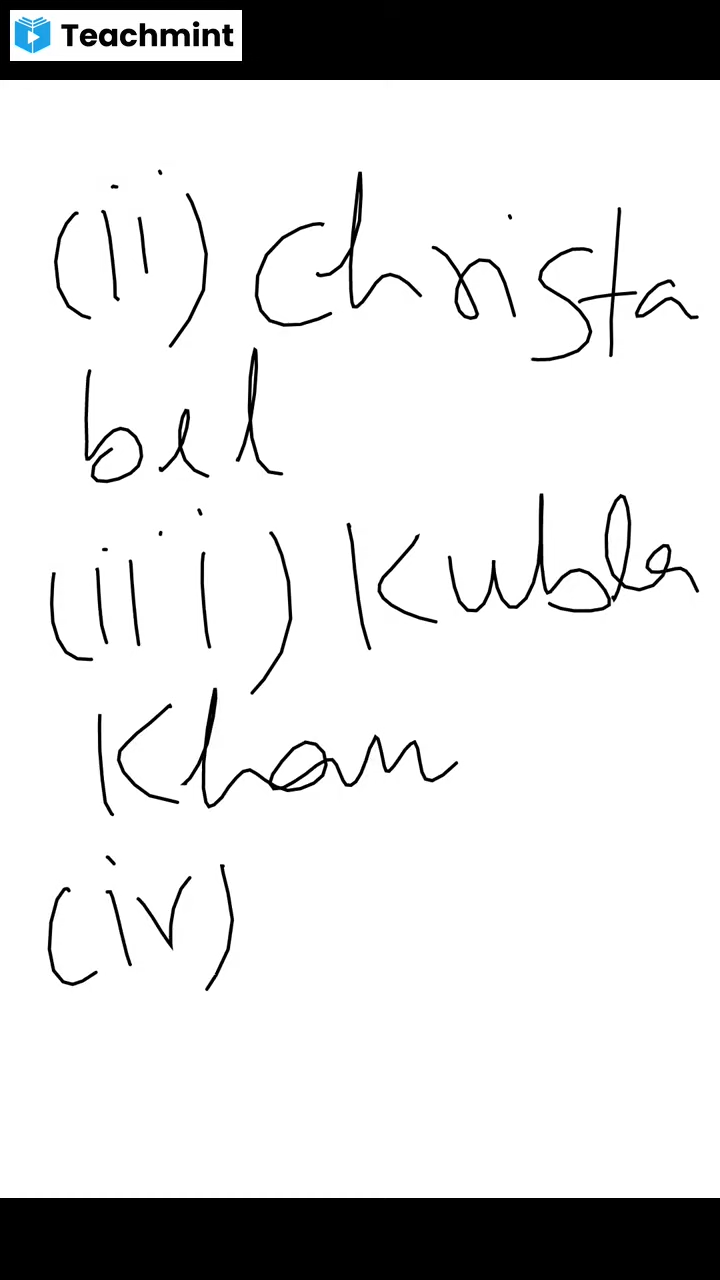 Teachmint
(ii) Christa
bel
(iii) Kubla
Khan
(iv)